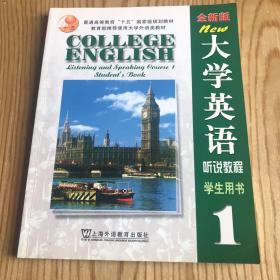 普通高等教育“十五”国家级规划教材
教育部推荐使用大学外语类教材
COLLEGE
ENGLISH
Listening and Speaking Course 1
Student's Book
全新版
New
大学英语
听说教程
学生用书
1
上海外语教育出版社